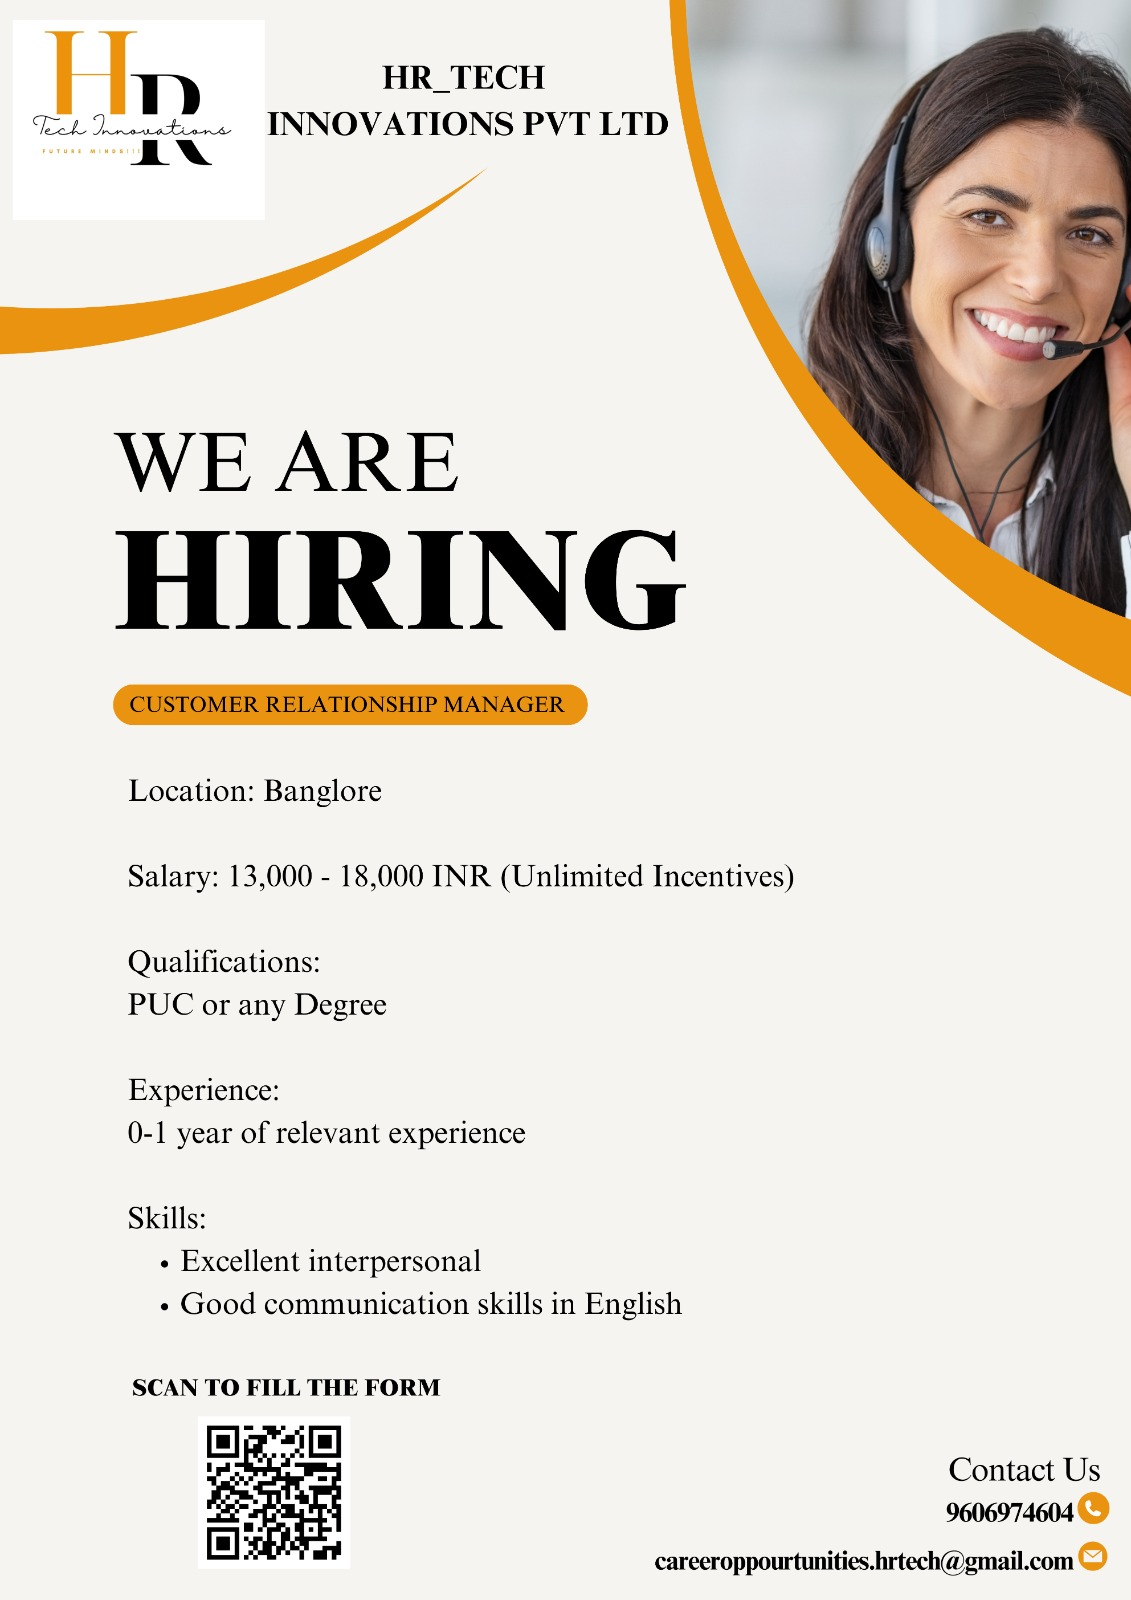 HR
Tech Innovations
FUTURE MINDS!!!
HR_TECH
INNOVATIONS PVT LTD
WE ARE
HIRING
CUSTOMER RELATIONSHIP MANAGER
Location: Banglore
Salary: 13,000 - 18,000 INR (Unlimited Incentives)
Qualifications:
PUC or any Degree
Experience:
0-1 year of relevant experience
Skills:
• Excellent interpersonal
• Good communication skills in English
SCAN TO FILL THE FORM
Contact Us
9606974604
careeroppourtunities.hrtech@gmail.com